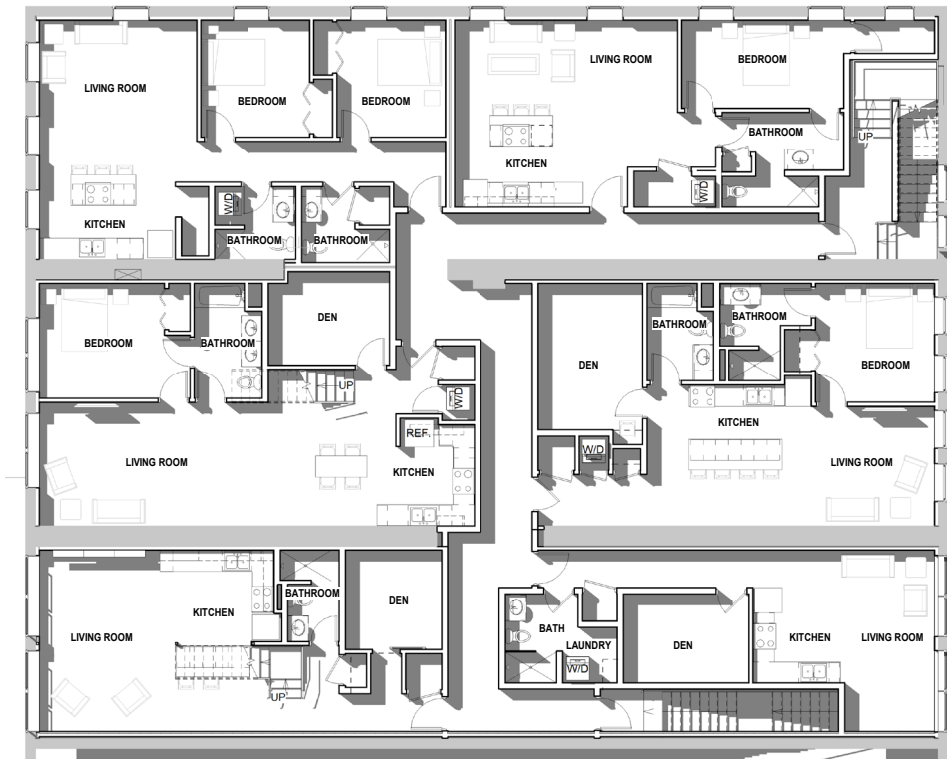 LIVING ROOM
BEDROOM
BEDROOM
KITCHEN
W/D
BATHROOM
BATHROOM
LIVING ROOM
BEDROOM
KITCHEN
BATHROOM
W/D
UP
BEDROOM
BATHROOM
DEN
UP
W/D
REF.
LIVING ROOM
KITCHEN
DEN
BATHROOM
BATHROOM
BEDROOM
KITCHEN
W/D
LIVING ROOM
LIVING ROOM
KITCHEN
BATHROOM
DEN
UP
BATH
LAUNDRY
W/D
DEN
KITCHEN
LIVING ROOM